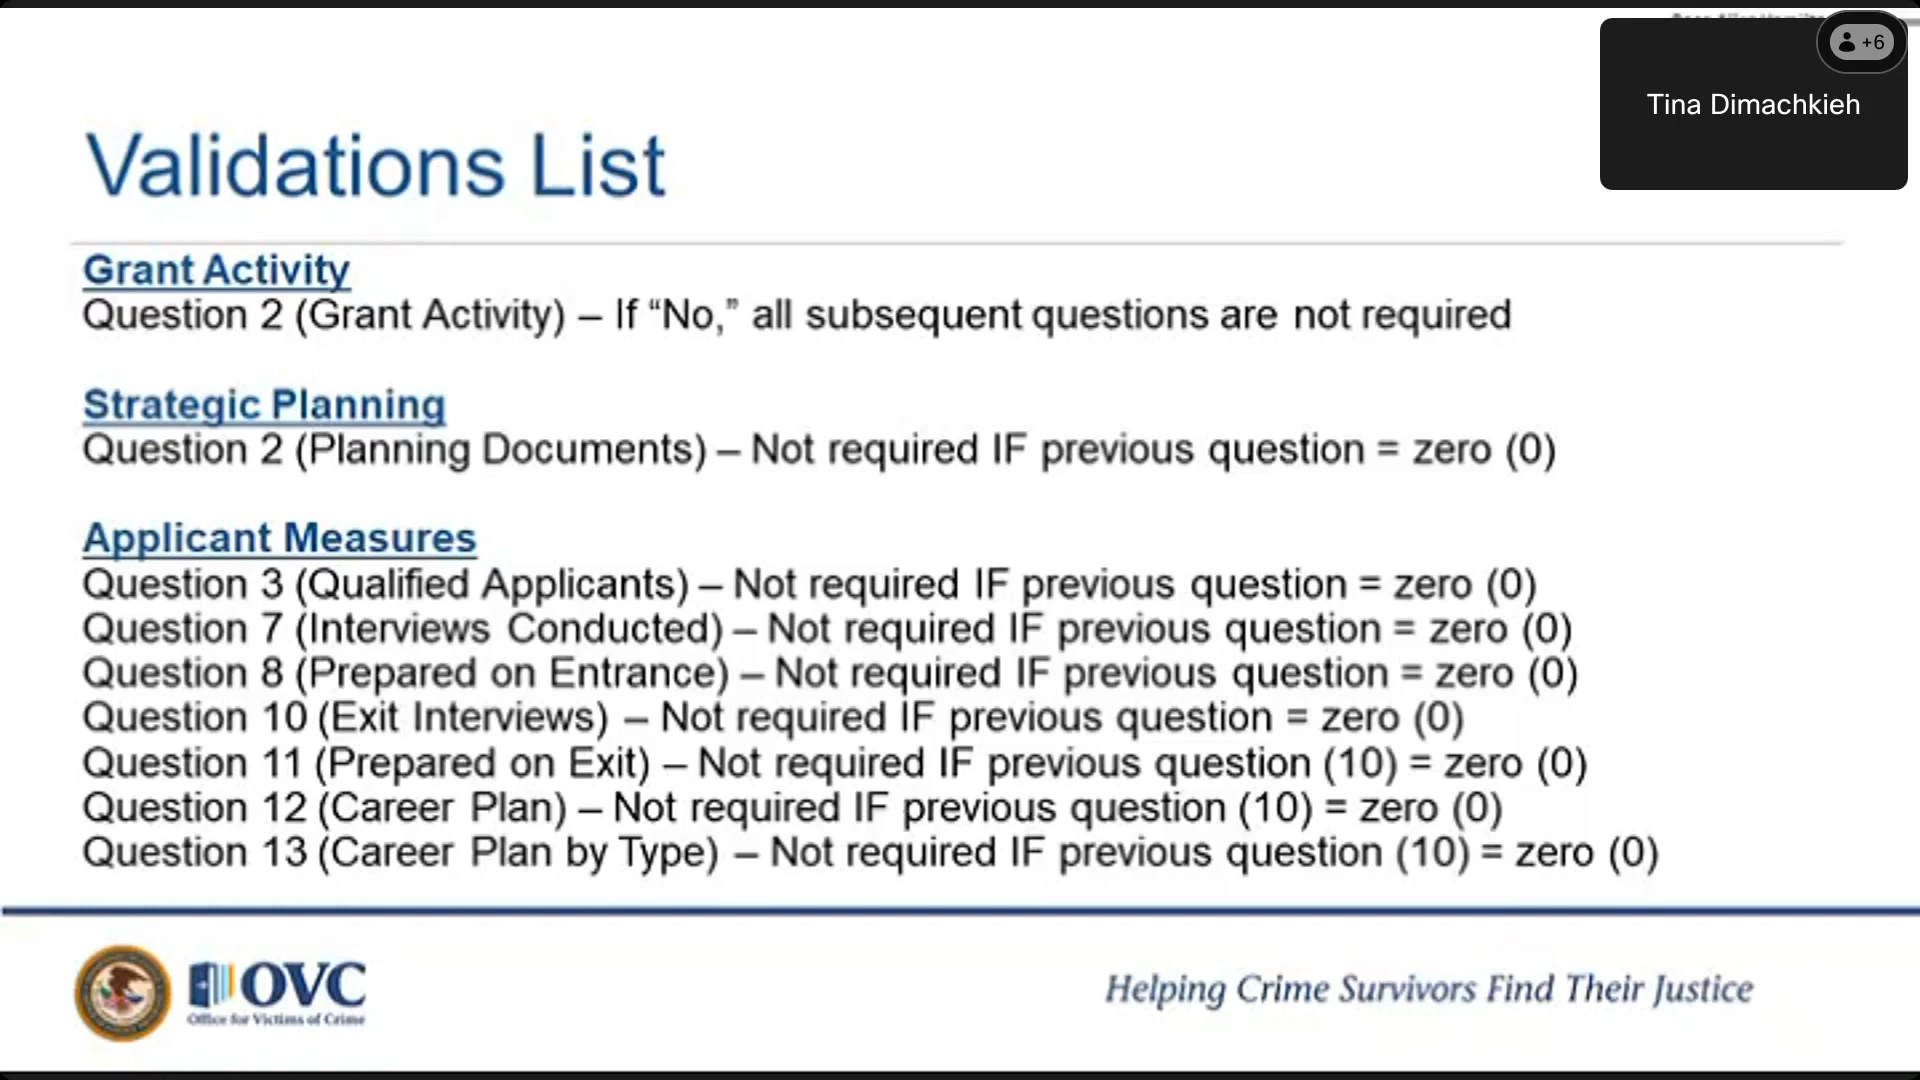 +6
Tina Dimachkieh
Validations List
Grant Activity
Question 2 (Grant Activity) – If “No,” all subsequent questions are not required
Strategic Planning
Question 2 (Planning Documents) – Not required IF previous question = zero (0)
Applicant Measures
Question 3 (Qualified Applicants) – Not required IF previous question = zero (0)
Question 7 (Interviews Conducted) – Not required IF previous question = zero (0)
Question 8 (Prepared on Entrance) – Not required IF previous question = zero (0)
Question 10 (Exit Interviews) – Not required IF previous question = zero (0)
Question 11 (Prepared on Exit) – Not required IF previous question (10) = zero (0)
Question 12 (Career Plan) – Not required IF previous question (10) = zero (0)
Question 13 (Career Plan by Type) – Not required IF previous question (10) = zero (0)
OVC
Office for Victims of Crime
Helping Crime Survivors Find Their Justice